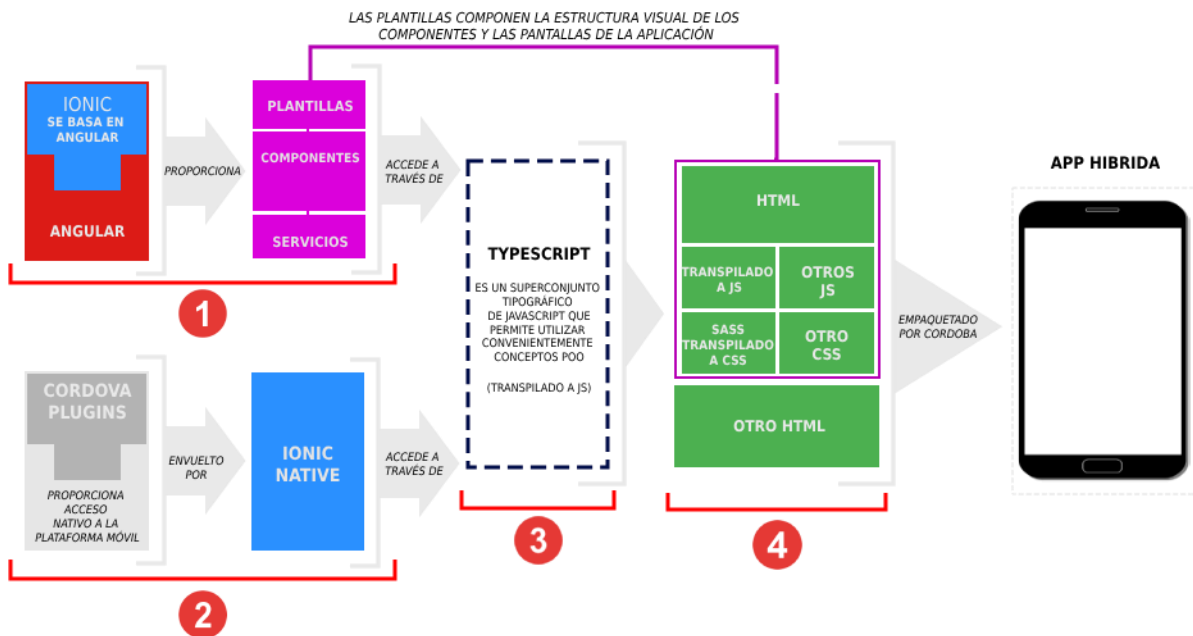 LAS PLANTILLAS COMPONEN LA ESTRUCTURA VISUAL DE LOS
COMPONENTES Y LAS PANTALLAS DE LA APLICACIÓN
IONIC
SE BASA EN
ANGULAR
ANGULAR
PROPORCIONA
PLANTILLAS
COMPONENTES
SERVICIOS
ACCEDE A
TRAVÉS DE
1
CORDOVA
PLUGINS
PROPORCIONA
ACCESO
NATIVO A LA
PLATAFORMA MÓVIL
ENVUELTO
POR
IONIC
NATIVE
ACCEDE A
TRAVÉS DE
2
TYPESCRIPT
ES UN SUPERCONJUNTO
TIPOGRÁFICO
DE JAVASCRIPT QUE
PERMITE UTILIZAR
CONVENIENTEMENTE
CONCEPTOS POO
(TRANSPILADO A JS)
3
HTML
TRANSPILADO
A JS
OTROS
JS
SASS
TRANSPILADO
A CSS
OTRO
CSS
OTRO HTML
4
EMPAQUETADO
POR CORDOBA
APP HIBRIDA